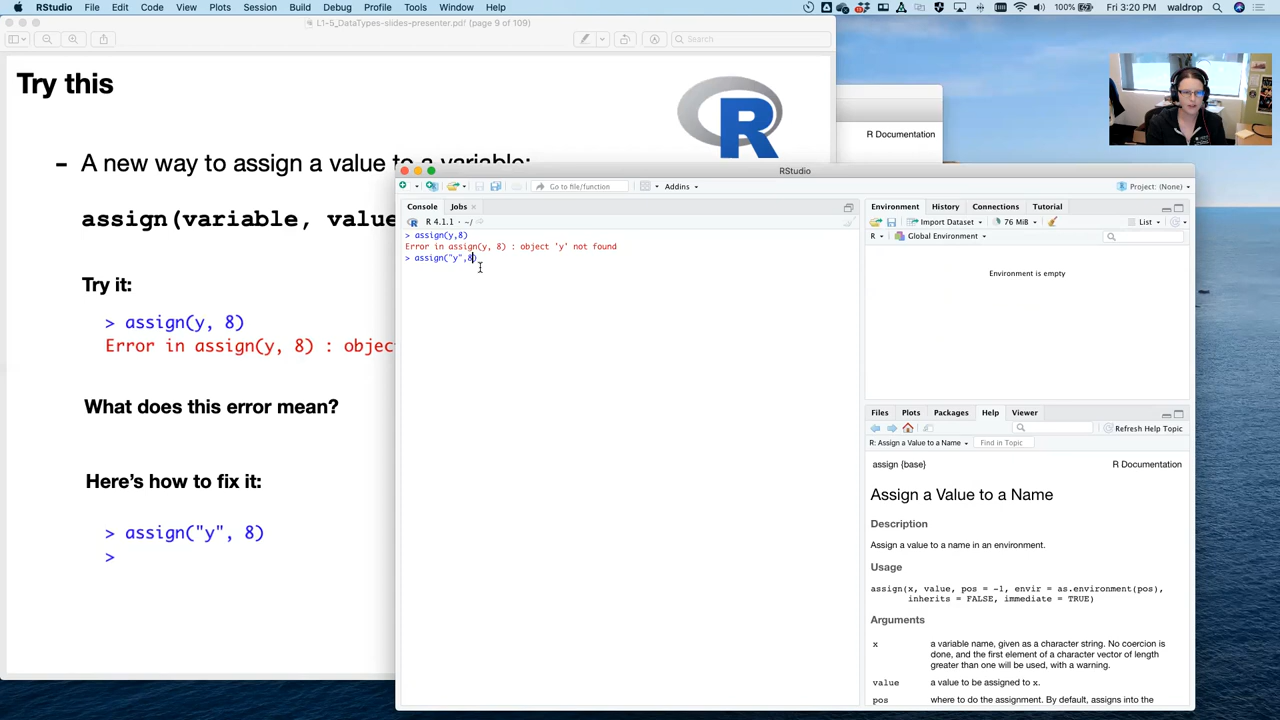 RStudio File Edit Code View Plots Session Build Debug Profile Tools Window Help
100% Fri 3:20 PM waldrop
L1-5_DataTypes-slides-presenter.pdf (page 9 of 109)
Search
Try this
R
- A new way to assign a value to a variable:
assign(variable, value
Try it:
> assign(y, 8)
Error in assign(y, 8) : objec
What does this error mean?
Here's how to fix it:
> assign("y", 8)
>
R Documentation
RStudio
Go to file/function
Addins
Project: (None)
Console Jobs
R 4.1.1 · ~/
> assign(y,8)
Error in assign(y, 8) : object 'y' not found
> assign("y",8)
Environment History Connections Tutorial
Import Dataset
76 MiB
List
R
Global Environment
Environment is empty
Files Plots Packages Help Viewer
Refresh Help Topic
R: Assign a Value to a Name
Find in Topic
assign {base}
R Documentation
Assign a Value to a Name
Description
Assign a value to a name in an environment.
Usage
assign(x, value, pos = -1, envir = as.environment(pos),
inherits = FALSE, immediate = TRUE)
Arguments
x
a variable name, given as a character string. No coercion is
done, and the first element of a character vector of length
greater than one will be used, with a warning.
value
a value to be assigned to x.
pos
where to do the assignment. By default, assigns into the